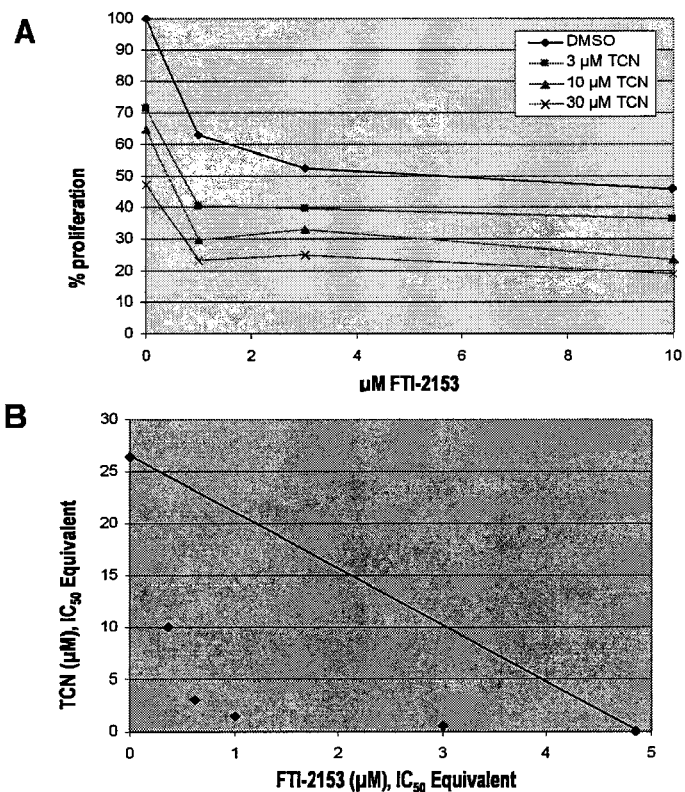 A
100
90
80
70
60
50
40
30
20
10
0
% proliferation
DMSO
3 µM TCN
10 µM TCN
30 µM TCN
0 2 4 6 8 10
µM FTI-2153
B
30
25
20
15
10
5
0
TCN (µM), IC50 Equivalent
0 1 2 3 4 5
FTI-2153 (µM), IC50 Equivalent